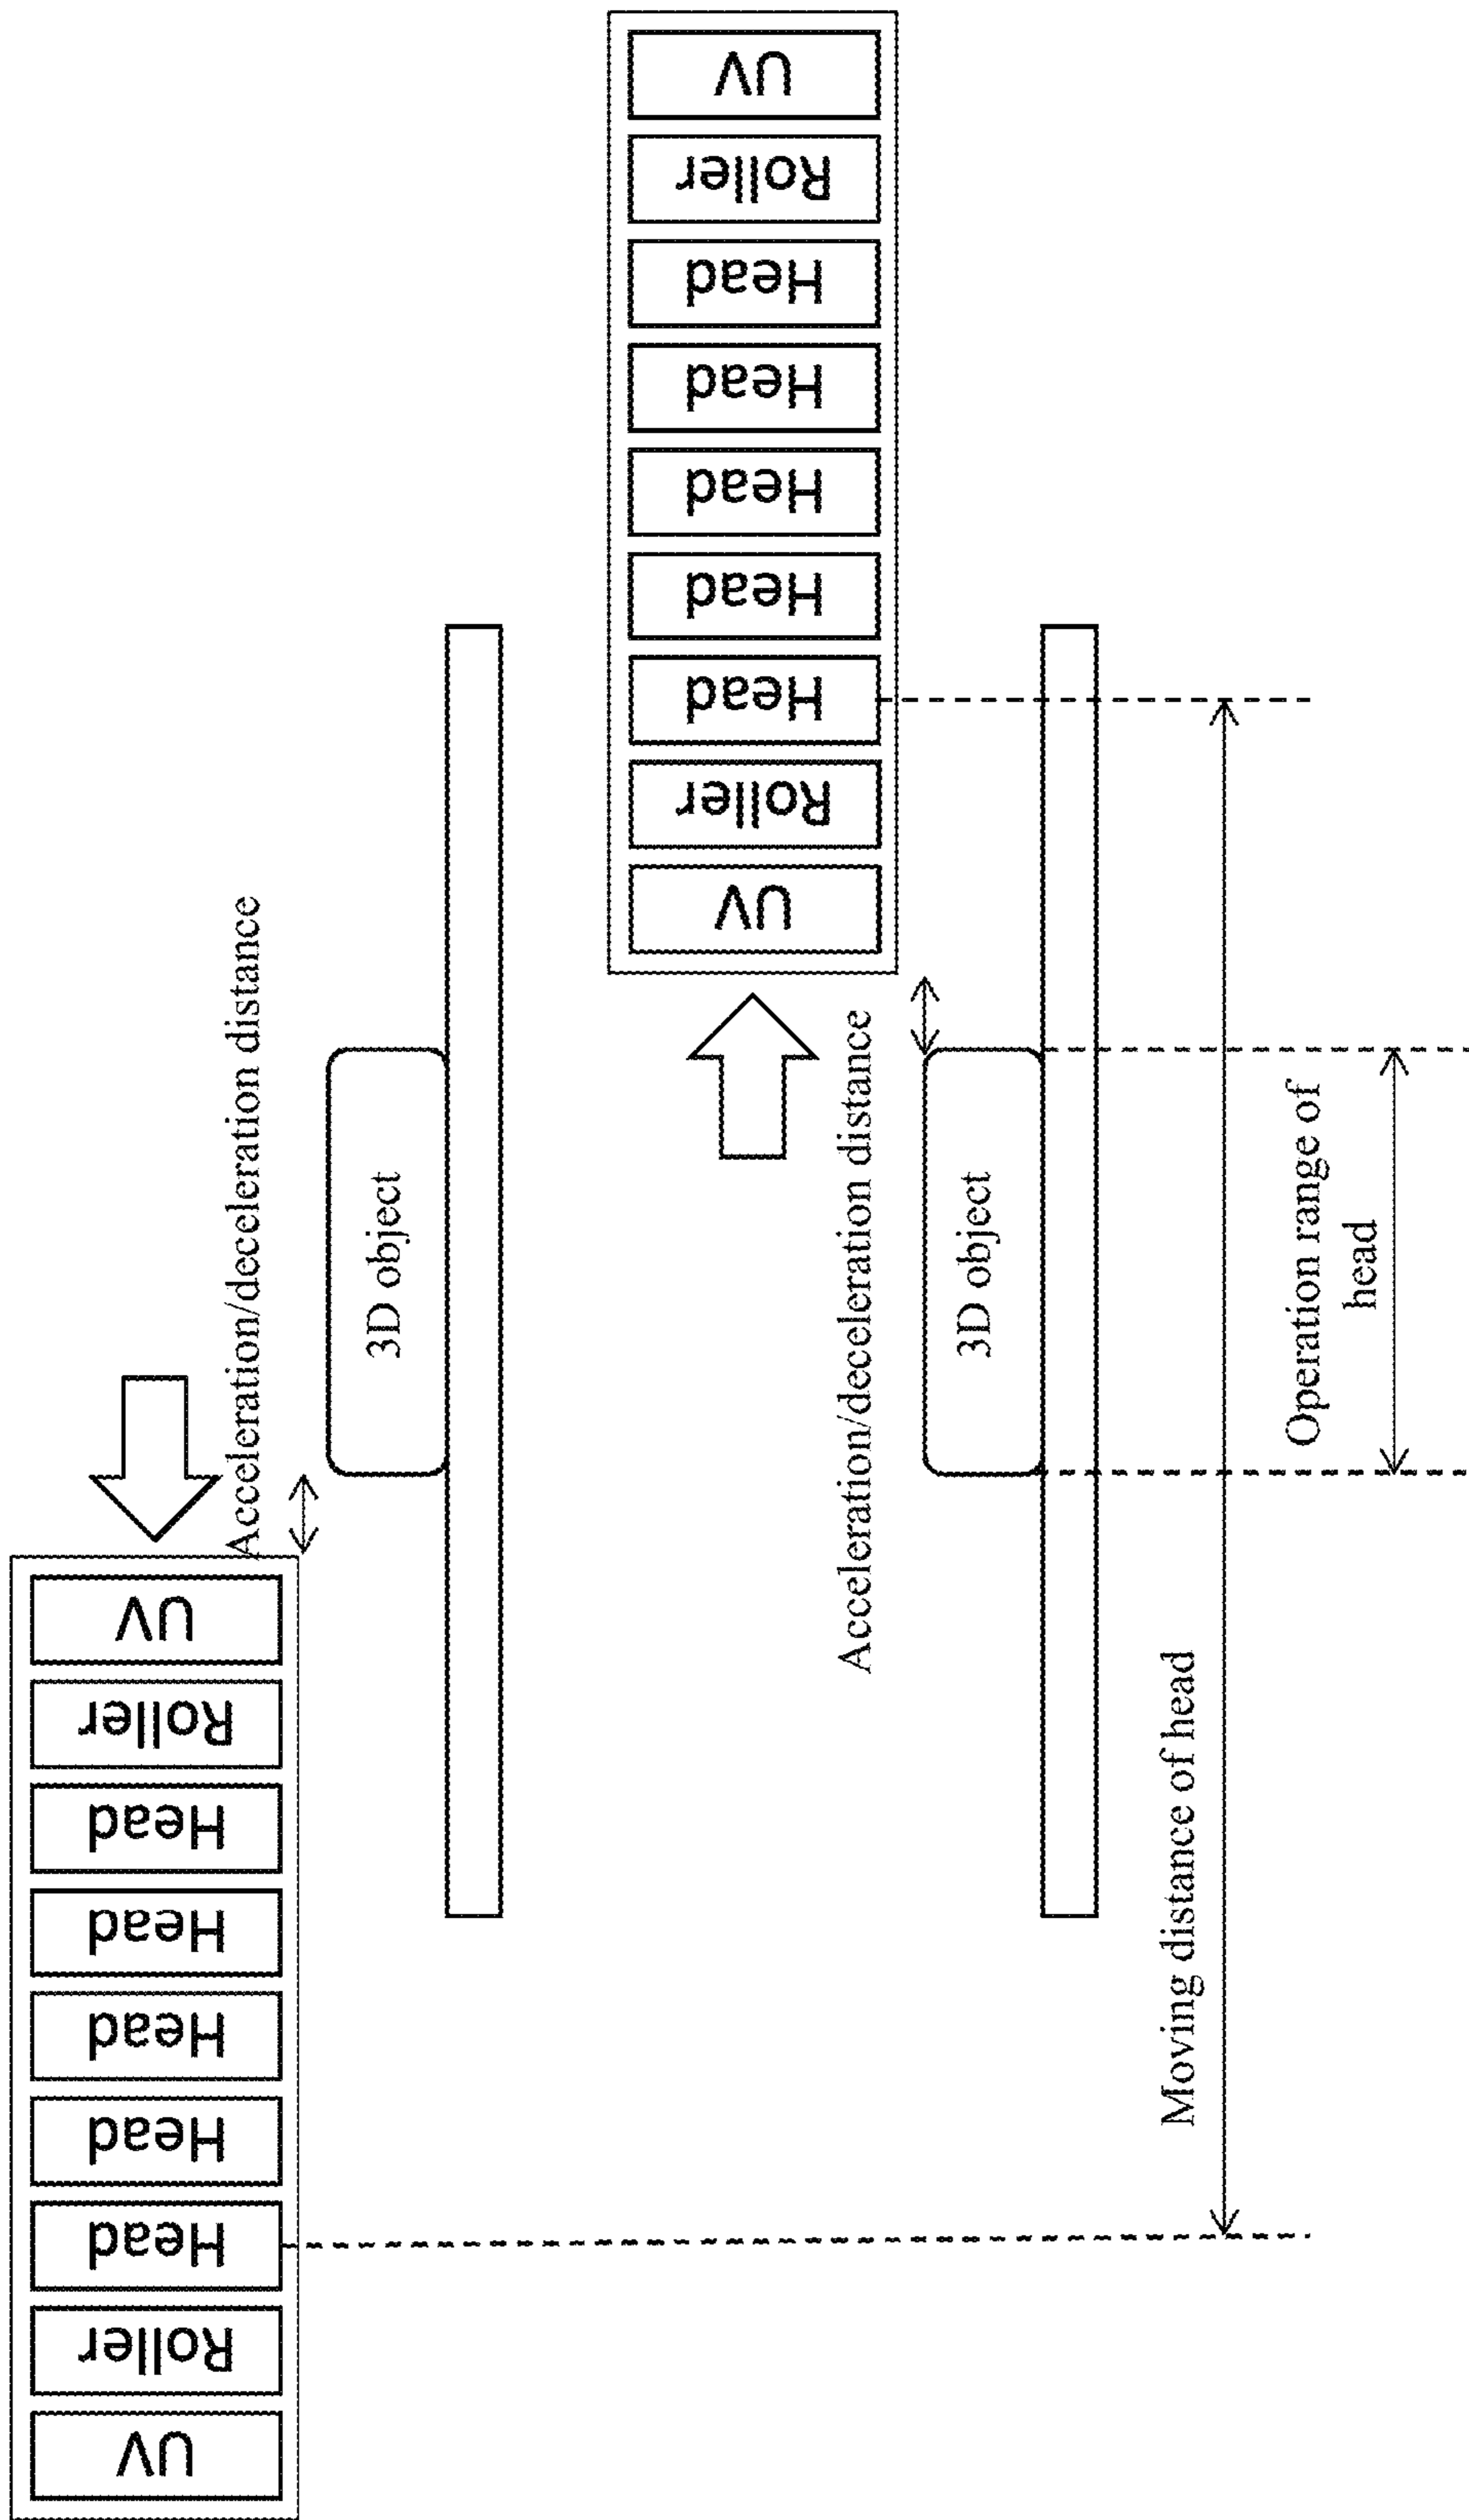 UV
Roller
Head
Head
Head
Head
Head
Roller
UV
Acceleration/deceleration distance
3D object
UV
Roller
Head
Head
Head
Head
Head
Roller
UV
Acceleration/deceleration distance
3D object
Moving distance of head
Operation range of
head